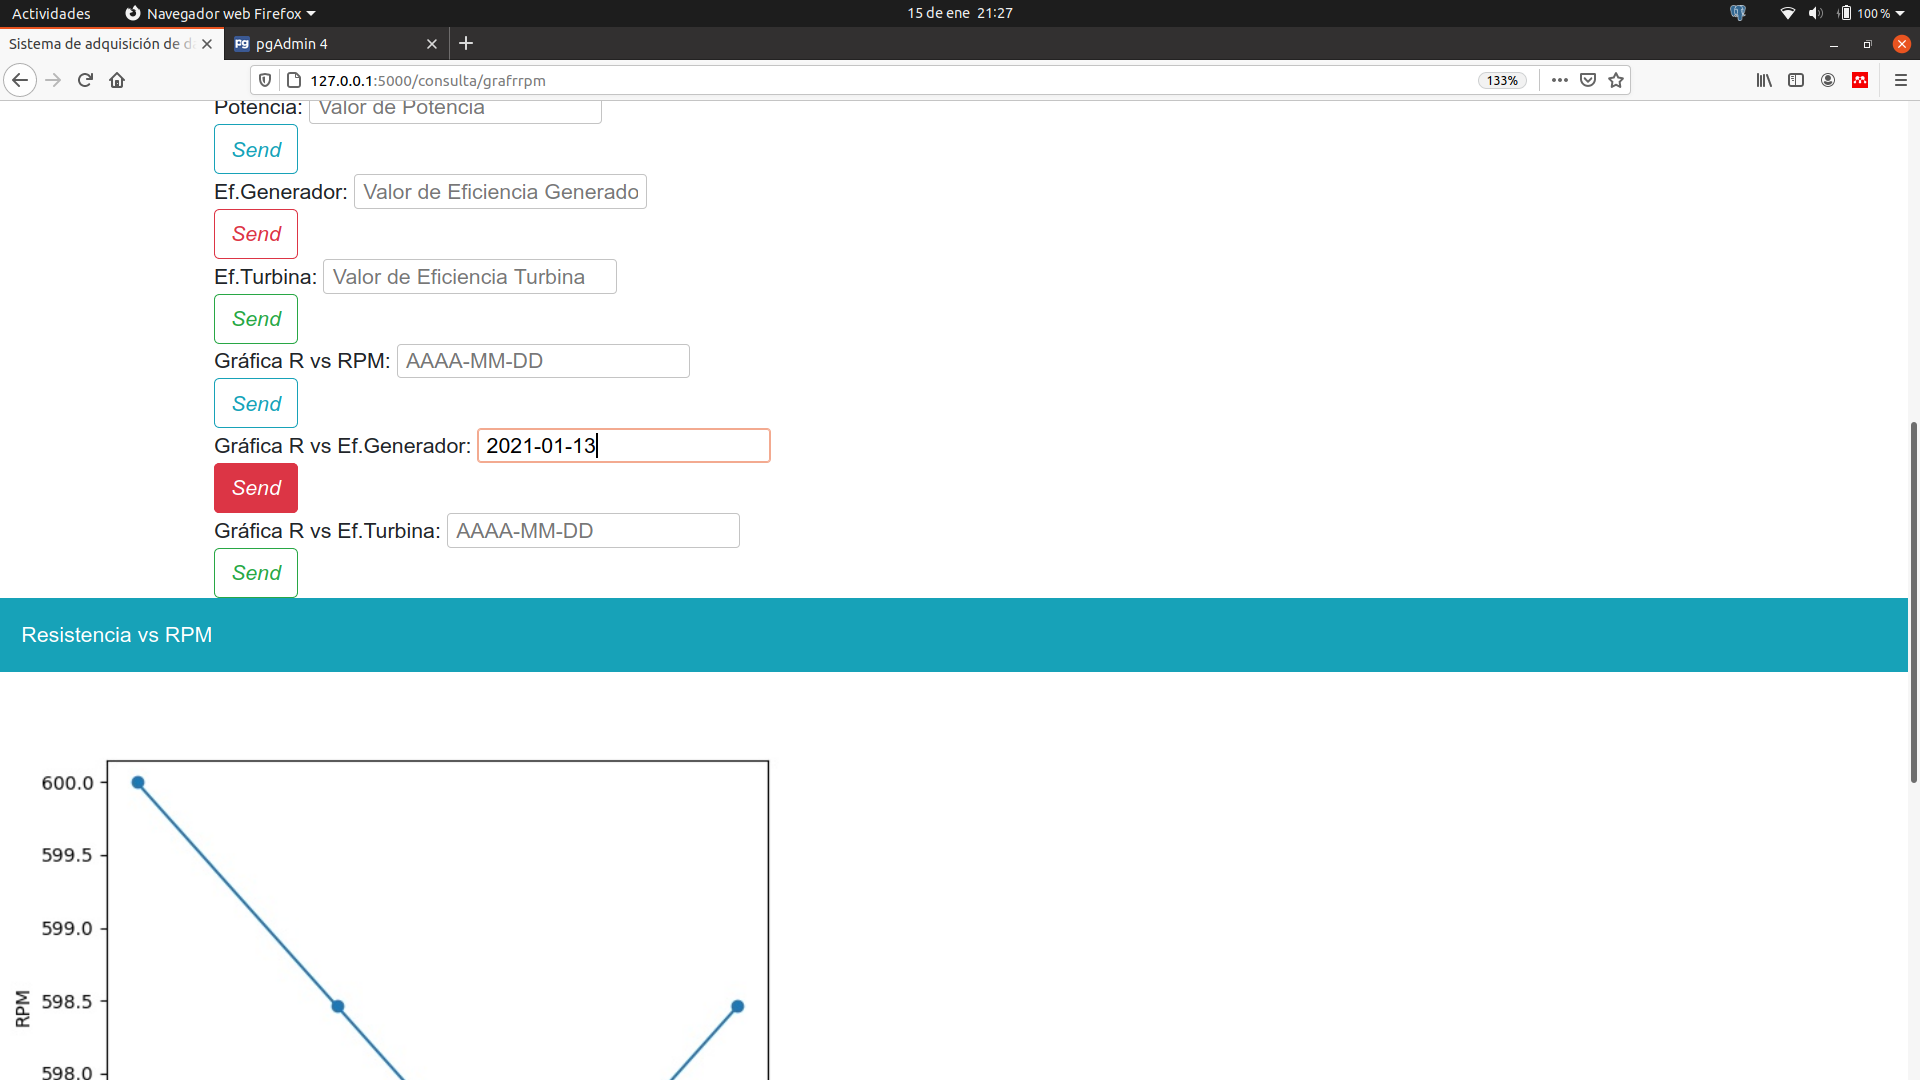 Actividades Navegador web Firefox 15 de ene 21:27 100 %
Sistema de adquisición de d pgAdmin 4
127.0.0.1:5000/consulta/grafrrpm 133%
Potencia: Valor de Potencia
Send
Ef.Generador: Valor de Eficiencia Generado
Send
Ef.Turbina: Valor de Eficiencia Turbina
Send
Gráfica R vs RPM: AAAA-MM-DD
Send
Gráfica R vs Ef.Generador: 2021-01-13
Send
Gráfica R vs Ef.Turbina: AAAA-MM-DD
Send
Resistencia vs RPM
600.0
599.5
599.0
598.5
RPM
598.0